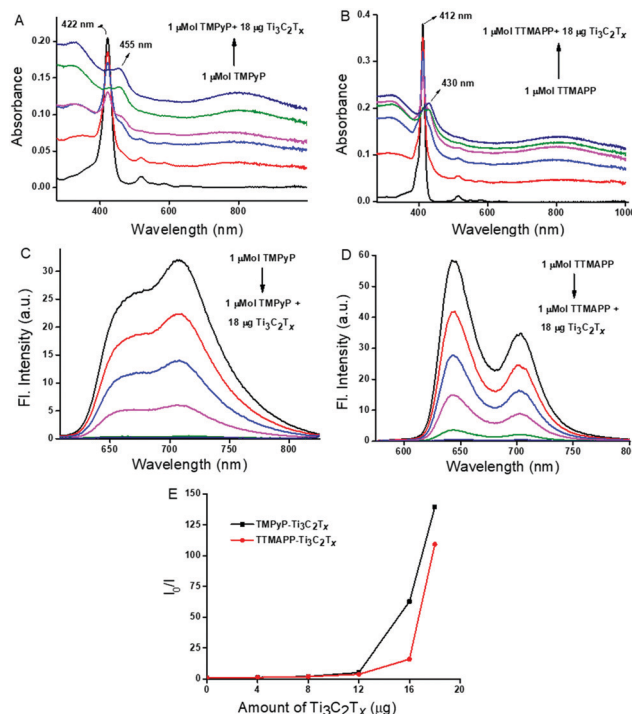 A
422 nm
455 nm
1 μMol TMPyP+ 18 μg Ti₃C₂Tₓ
1 μMol TMPyP
Absorbance
0.20
0.15
0.10
0.05
0.00
400 600 800
Wavelength (nm)
B
412 nm
430 nm
1 μMol TTMAPP+ 18 μg Ti₃C₂Tₓ
1 μMol TTMAPP
Absorbance
0.4
0.3
0.2
0.1
0.0
400 600 800 1000
Wavelength (nm)
C
1 μMol TMPyP
1 μMol TMPyP +
18 μg Ti₃C₂Tₓ
Fl. Intensity (a.u.)
30
25
20
15
10
5
0
650 700 750 800
Wavelength (nm)
D
1 μMol TTMAPP
1 μMol TTMAPP +
18 μg Ti₃C₂Tₓ
Fl. Intensity (a.u.)
60
50
40
30
20
10
0
600 650 700 750
Wavelength (nm)
E
TMPyP-Ti3C2Tx
TTMAPP-Ti3C2Tx
I₀/I
150
125
100
75
50
25
0
0 4 8 12 16 20
Amount of Ti₃C₂Tₓ (μg)